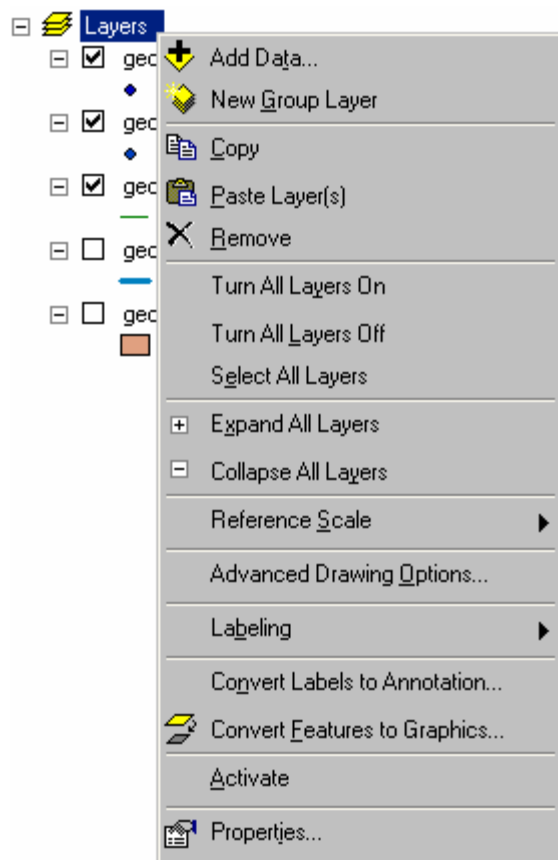 Layers
geo
Add Data...
geo
New Group Layer
Copy
geo
Paste Layer(s)
Remove
geo
Turn All Layers On
geo
Turn All Layers Off
Select All Layers
Expand All Layers
Collapse All Layers
Reference Scale
Advanced Drawing Options...
Labeling
Convert Labels to Annotation...
Convert Features to Graphics...
Activate
Properties...